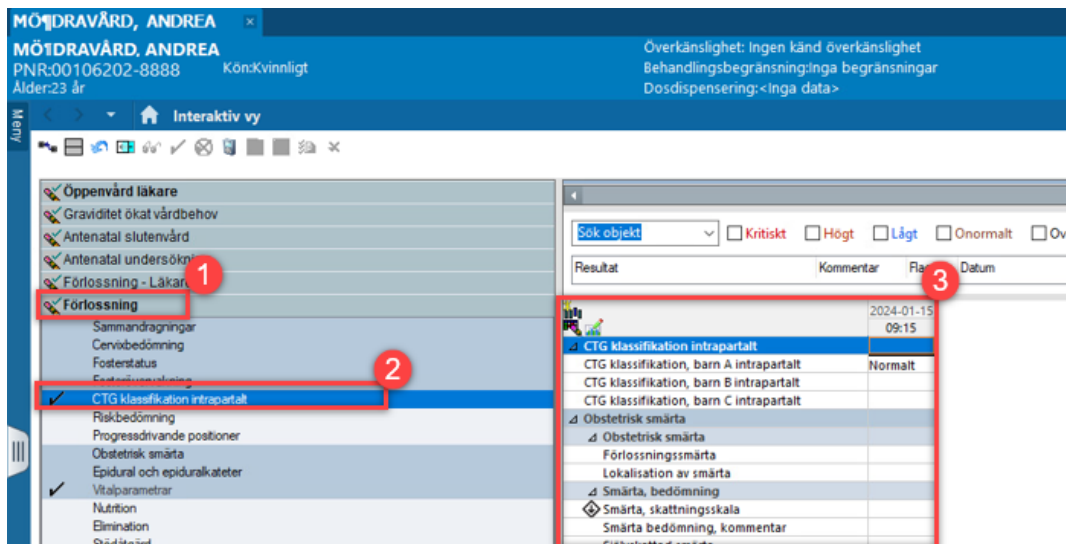 MÖ¶DRAVÅRD, ANDREA ×
MÖ1DRAVÅRD, ANDREA
PNR:00106202-8888 Kön:Kvinnligt
Ålder:23 år
Överkänslighet: Ingen känd överkänslighet
Behandlingsbegränsning:Inga begränsningar
Dosdispensering:<Inga data>
Meny
Interaktiv vy
Öppenvård läkare
Graviditet ökat vårdbehov
Antenatal slutenvård
Antenatal
Förlossning - Läkar
1
Förlossning
Sammandragningar
Cervixbedömning
Fosterstatus
2
CTG klassifikation intrapartalt
Riskbedömning
Progressdrivande positioner
Obstetrisk smärta
Epidural och epiduralkateter
Vitalparametrar
Nutrition
Elimination
Sök objekt Kritiskt Högt Lågt Onormalt Ov
Resultat Kommentar Datum
3
2024-01-15
09:15
CTG klassifikation intrapartalt
CTG klassifikation, barn A intrapartalt Normalt
CTG klassifikation, barn B intrapartalt
CTG klassifikation, barn C intrapartalt
Obstetrisk smärta
Obstetrisk smärta
Förlossningssmärta
Lokalisation av smärta
Smärta, bedömning
Smärta, skattningsskala
Smärta bedömning, kommentar